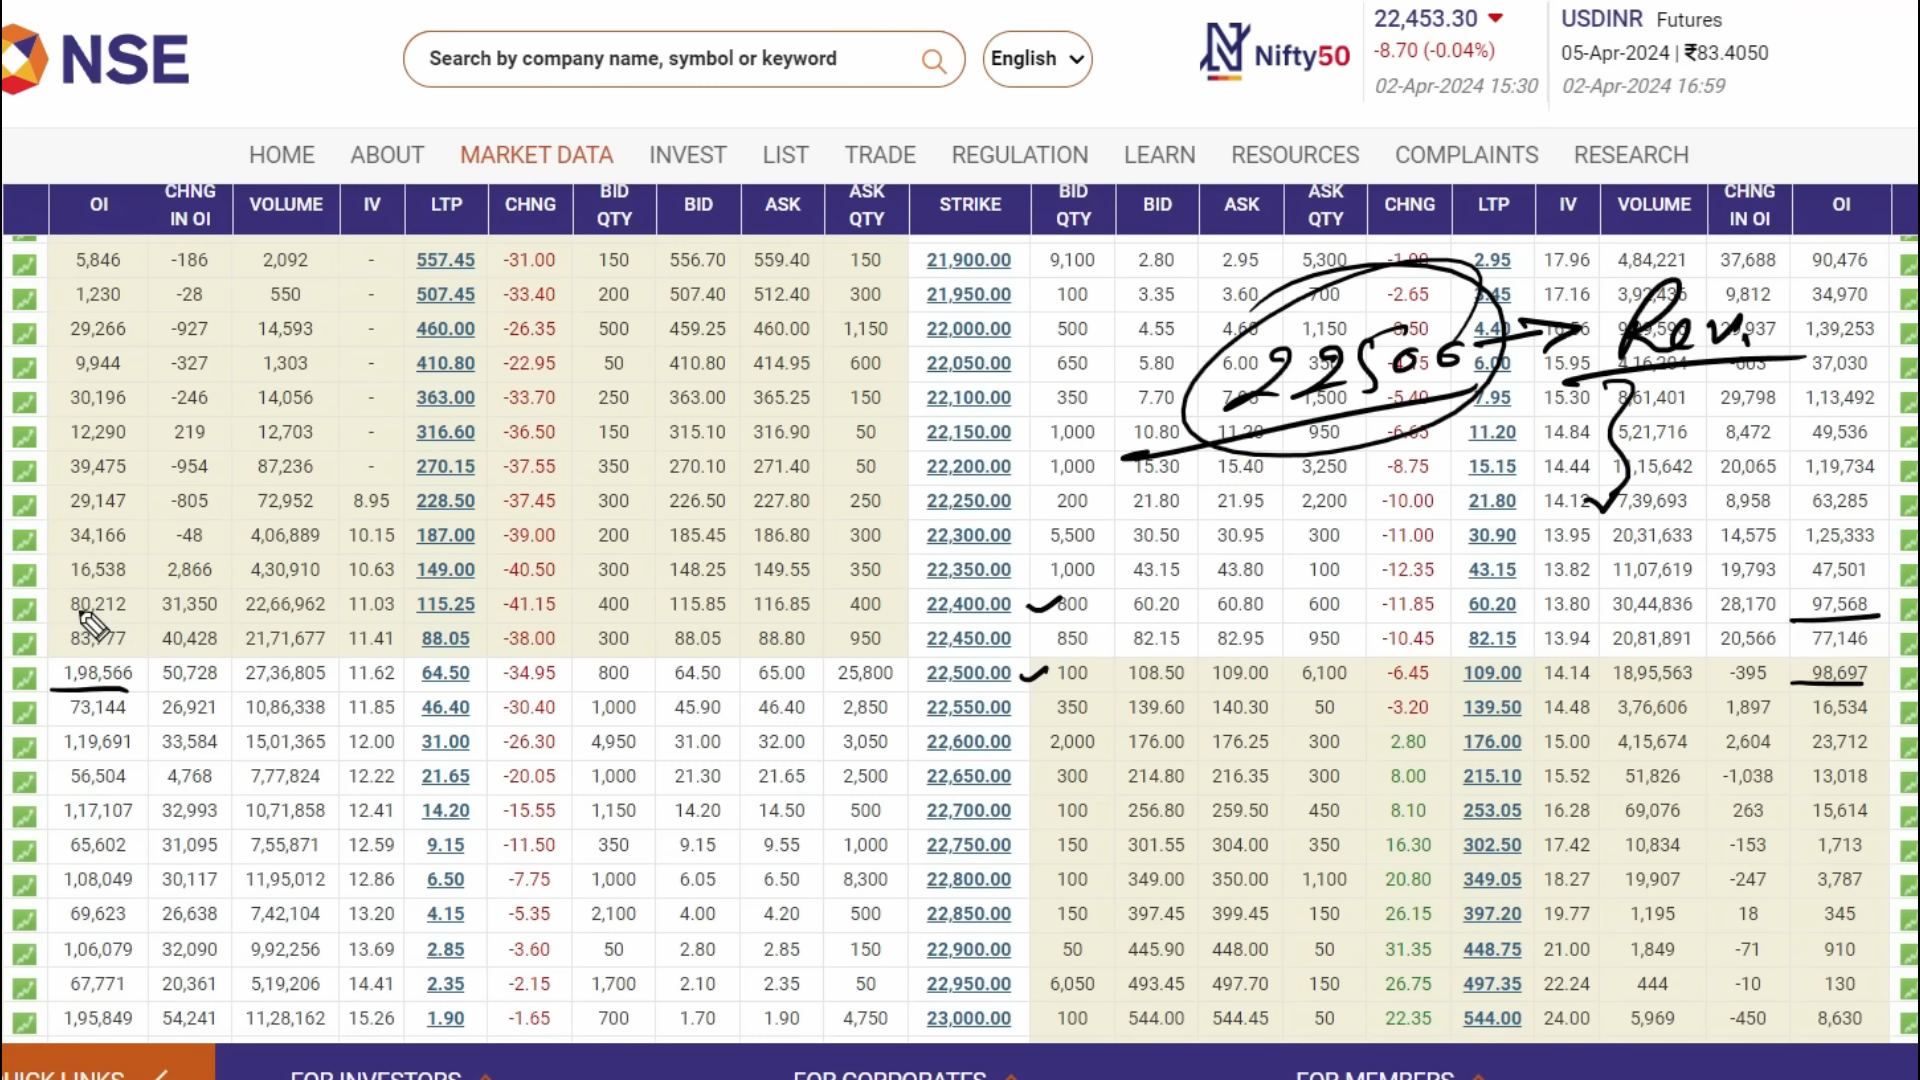 NSE
Search by company name, symbol or keyword
English
Nifty50
22,453.30
-8.70 (-0.04%)
02-Apr-2024 15:30
USDINR Futures
05-Apr-2024 | ₹83.4050
02-Apr-2024 16:59
HOME ABOUT MARKET DATA INVEST LIST TRADE REGULATION LEARN RESOURCES COMPLAINTS RESEARCH
OI CHNG IN OI VOLUME IV LTP CHNG BID QTY BID ASK ASK QTY STRIKE BID QTY BID ASK ASK QTY CHNG LTP IV VOLUME CHNG IN OI OI
5,846 -186 2,092 - 557.45 -31.00 150 556.70 559.40 150 21,900.00 9,100 2.80 2.95 5,300 2.95 17.96 4,84,221 37,688 90,476
1,230 -28 550 - 507.45 -33.40 200 507.40 512.40 300 21,950.00 100 3.35 3.60 700 -2.65 3.45 17.16 9,812 34,970
29,266 -927 14,593 - 460.00 -26.35 500 459.25 460.00 1,150 22,000.00 500 4.55 1,150 4.40 1,39,253
9,944 -327 1,303 - 410.80 -22.95 50 410.80 414.95 600 22,050.00 650 5.80 6.00 6.00 15.95 37,030
30,196 -246 14,056 - 363.00 -33.70 250 363.00 363.25 150 22,100.00 350 7.70 1,500 -5.40 7.95 15.30 8,61,401 29,798 1,13,492
12,290 219 12,703 - 316.60 -36.50 150 315.10 316.90 50 22,150.00 1,000 10.80 11.20 950 -6.65 11.20 14.84 5,21,716 8,472 49,536
39,475 -954 87,236 - 270.15 -37.55 350 270.10 271.40 50 22,200.00 1,000 15.30 15.40 3,250 -8.75 15.15 14.44 20,065 1,19,734
29,147 -805 72,952 8.95 228.50 -37.45 300 226.50 227.80 250 22,250.00 200 21.80 21.95 2,200 -10.00 21.80 14.12 7,39,693 8,958 63,285
34,166 -48 4,06,889 10.15 187.00 -39.00 200 185.45 186.80 300 22,300.00 5,500 30.50 30.95 300 -11.00 30.90 13.95 20,31,633 14,575 1,25,333
16,538 2,866 4,30,910 10.63 149.00 -40.50 300 148.25 149.55 350 22,350.00 1,000 43.15 43.80 100 -12.35 43.15 13.82 11,07,619 19,793 47,501
80,212 31,350 22,66,962 11.03 115.25 -41.15 400 115.85 116.85 400 22,400.00 800 60.20 60.80 600 -11.85 60.20 13.80 30,44,836 28,170 97,568
40,428 21,71,677 11.41 88.05 -38.00 300 88.05 88.80 950 22,450.00 850 82.15 82.95 950 -10.45 82.15 13.94 20,81,891 20,566 77,146
1,98,566 50,728 27,36,805 11.62 64.50 -34.95 800 64.50 65.00 25,800 22,500.00 100 108.50 109.00 6,100 -6.45 109.00 14.14 18,95,563 -395 98,697
73,144 26,921 10,86,338 11.85 46.40 -30.40 1,000 45.90 46.40 2,850 22,550.00 350 139.60 140.30 50 -3.20 139.50 14.48 3,76,606 1,897 16,534
1,19,691 33,584 15,01,365 12.00 31.00 -26.30 4,950 31.00 32.00 3,050 22,600.00 2,000 176.00 176.25 300 2.80 176.00 15.00 4,15,674 2,604 23,712
56,504 4,768 7,77,824 12.22 21.65 -20.05 1,000 21.30 21.65 2,500 22,650.00 300 214.80 216.35 300 8.00 215.10 15.52 51,826 -1,038 13,018
1,17,107 32,993 10,71,858 12.41 14.20 -15.55 1,150 14.20 14.50 500 22,700.00 100 256.80 259.50 450 8.10 253.05 16.28 69,076 263 15,614
65,602 31,095 7,55,871 12.59 9.15 -11.50 350 9.15 9.55 1,000 22,750.00 150 301.55 304.00 350 16.30 302.50 17.42 10,834 -153 1,713
1,08,049 30,117 11,95,012 12.86 6.50 -7.75 1,000 6.05 6.50 8,300 22,800.00 100 349.00 350.00 1,100 20.80 349.05 18.27 19,907 -247 3,787
69,623 26,638 7,42,104 13.20 4.15 -5.35 2,100 4.00 4.20 500 22,850.00 150 397.45 399.45 150 26.15 397.20 19.77 1,195 18 345
1,06,079 32,090 9,92,256 13.69 2.85 -3.60 50 2.80 2.85 150 22,900.00 50 445.90 448.00 50 31.35 448.75 21.00 1,849 -71 910
67,771 20,361 5,19,206 14.41 2.35 -2.15 1,700 2.10 2.35 50 22,950.00 6,050 493.45 497.70 150 26.75 497.35 22.24 444 -10 130
1,95,849 54,241 11,28,162 15.26 1.90 -1.65 700 1.70 1.90 4,750 23,000.00 100 544.00 544.45 50 22.35 544.00 24.00 5,969 -450 8,630
22500 → Rev.
QUICK LINKS FOR INVESTORS FOR CORPORATES FOR MEMBERS